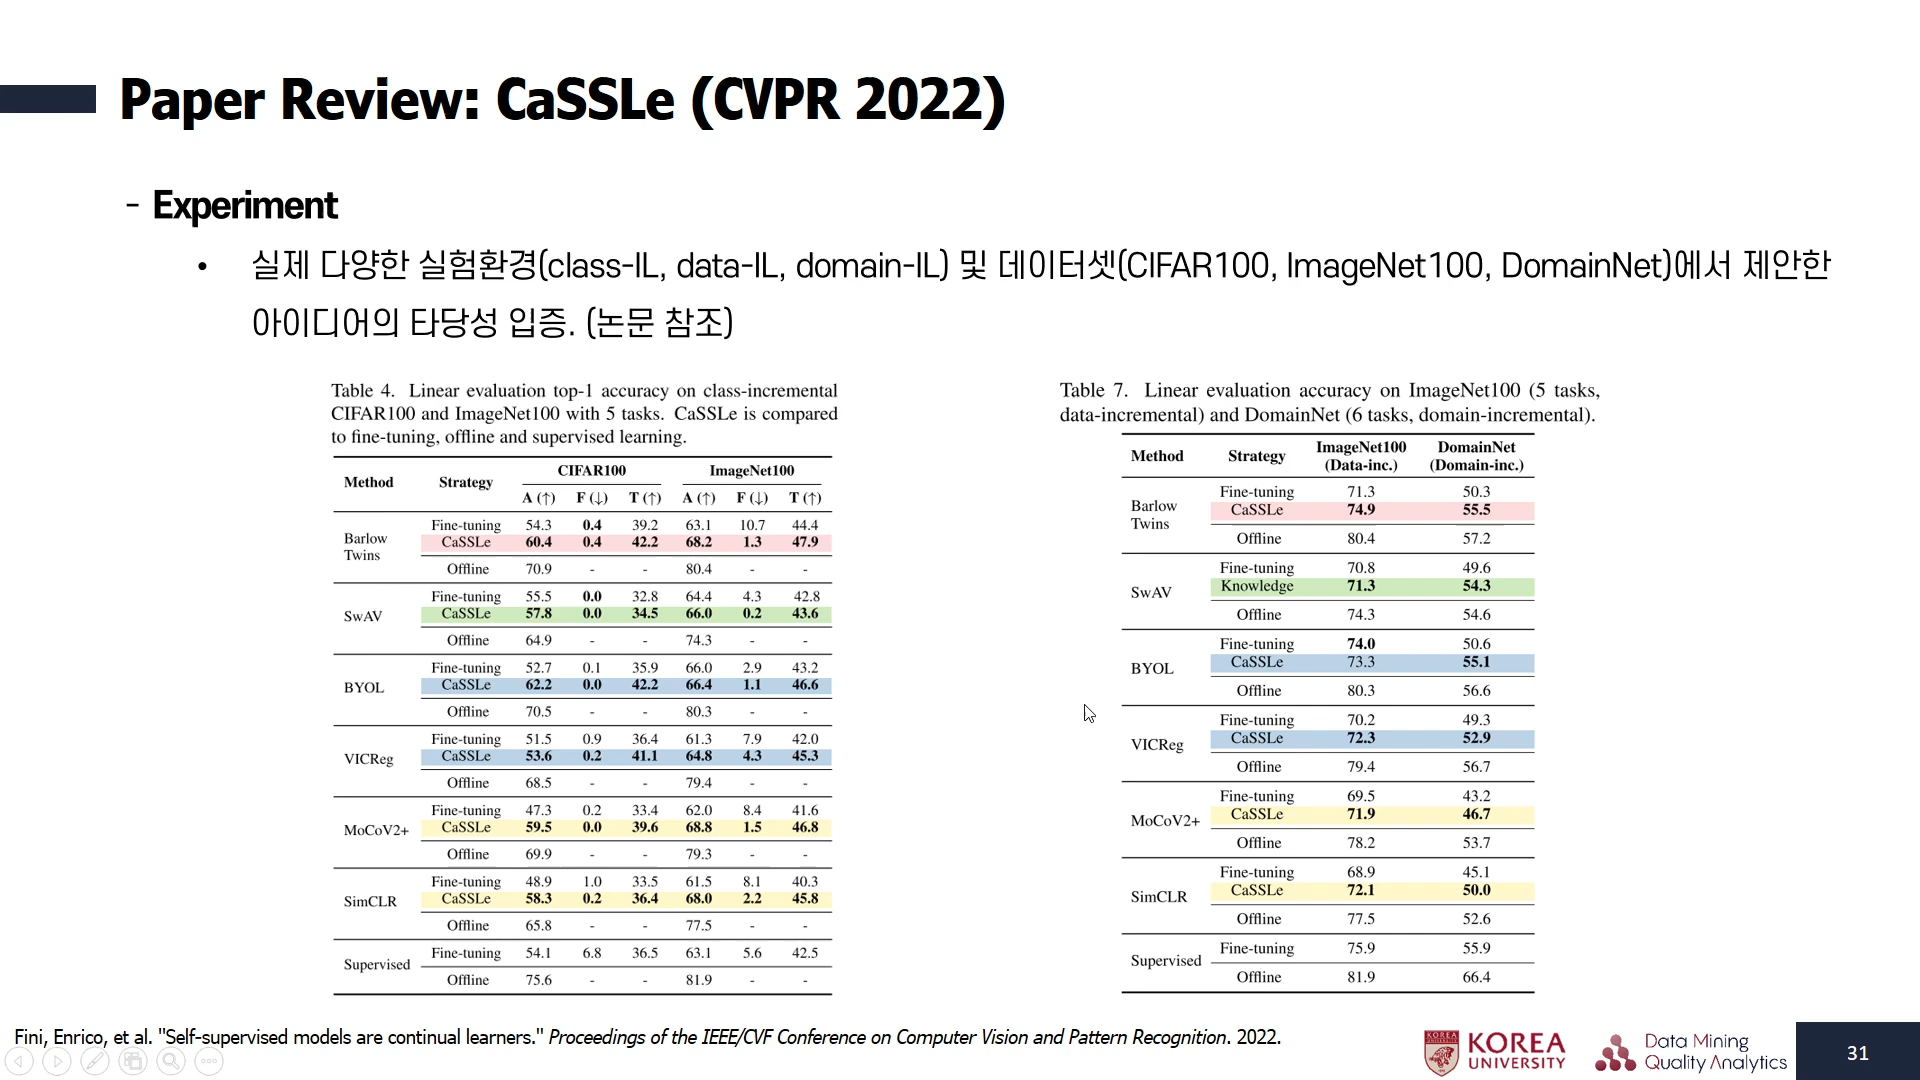 Paper Review: CaSSLe (CVPR 2022)
- Experiment
• 실제 다양한 실험환경(class-IL, data-IL, domain-IL) 및 데이터셋(CIFAR100, ImageNet100, DomainNet)에서 제안한
아이디어의 타당성 입증. (논문 참조)
Table 4. Linear evaluation top-1 accuracy on class-incremental
CIFAR100 and ImageNet100 with 5 tasks. CaSSLe is compared
to fine-tuning, offline and supervised learning.
Method Strategy CIFAR100 ImageNet100
A (↑) F (↓) T (↑) A (↑) F (↓) T (↑)
Barlow Twins
Fine-tuning 54.3 0.4 39.2 63.1 10.7 44.4
CaSSLe 60.4 0.4 42.2 68.2 1.3 47.9
Offline 70.9 - - 80.4 - -
SwAV
Fine-tuning 55.5 0.0 32.8 64.4 4.3 42.8
CaSSLe 57.8 0.0 34.5 66.0 0.2 43.6
Offline 64.9 - - 74.3 - -
BYOL
Fine-tuning 52.7 0.1 35.9 66.0 2.9 43.2
CaSSLe 62.2 0.0 42.2 66.4 1.1 46.6
Offline 70.5 - - 80.3 - -
VICReg
Fine-tuning 51.5 0.9 36.4 61.3 7.9 42.0
CaSSLe 53.6 0.2 41.1 64.8 4.3 45.3
Offline 68.5 - - 79.4 - -
MoCoV2+
Fine-tuning 47.3 0.2 33.4 62.0 8.4 41.6
CaSSLe 59.5 0.0 39.6 68.8 1.5 46.8
Offline 69.9 - - 79.3 - -
SimCLR
Fine-tuning 48.9 1.0 33.5 61.5 8.1 40.3
CaSSLe 58.3 0.2 36.4 68.0 2.2 45.8
Offline 65.8 - - 77.5 - -
Supervised
Fine-tuning 54.1 6.8 36.5 63.1 5.6 42.5
Offline 75.6 - - 81.9 - -
Table 7. Linear evaluation accuracy on ImageNet100 (5 tasks,
data-incremental) and DomainNet (6 tasks, domain-incremental).
Method Strategy ImageNet100 DomainNet
(Data-inc.) (Domain-inc.)
Barlow Twins
Fine-tuning 71.3 50.3
CaSSLe 74.9 55.5
Offline 80.4 57.2
SwAV
Fine-tuning 70.8 49.6
Knowledge 71.3 54.3
Offline 74.3 54.6
BYOL
Fine-tuning 74.0 50.6
CaSSLe 73.3 55.1
Offline 80.3 56.6
VICReg
Fine-tuning 70.2 49.3
CaSSLe 72.3 52.9
Offline 79.4 56.7
MoCoV2+
Fine-tuning 69.5 43.2
CaSSLe 71.9 46.7
Offline 78.2 53.7
SimCLR
Fine-tuning 68.9 45.1
CaSSLe 72.1 50.0
Offline 77.5 52.6
Supervised
Fine-tuning 75.9 55.9
Offline 81.9 66.4
Fini, Enrico, et al. "Self-supervised models are continual learners." Proceedings of the IEEE/CVF Conference on Computer Vision and Pattern Recognition. 2022.
KOREA
UNIVERSITY
Data Mining
Quality Analytics
31